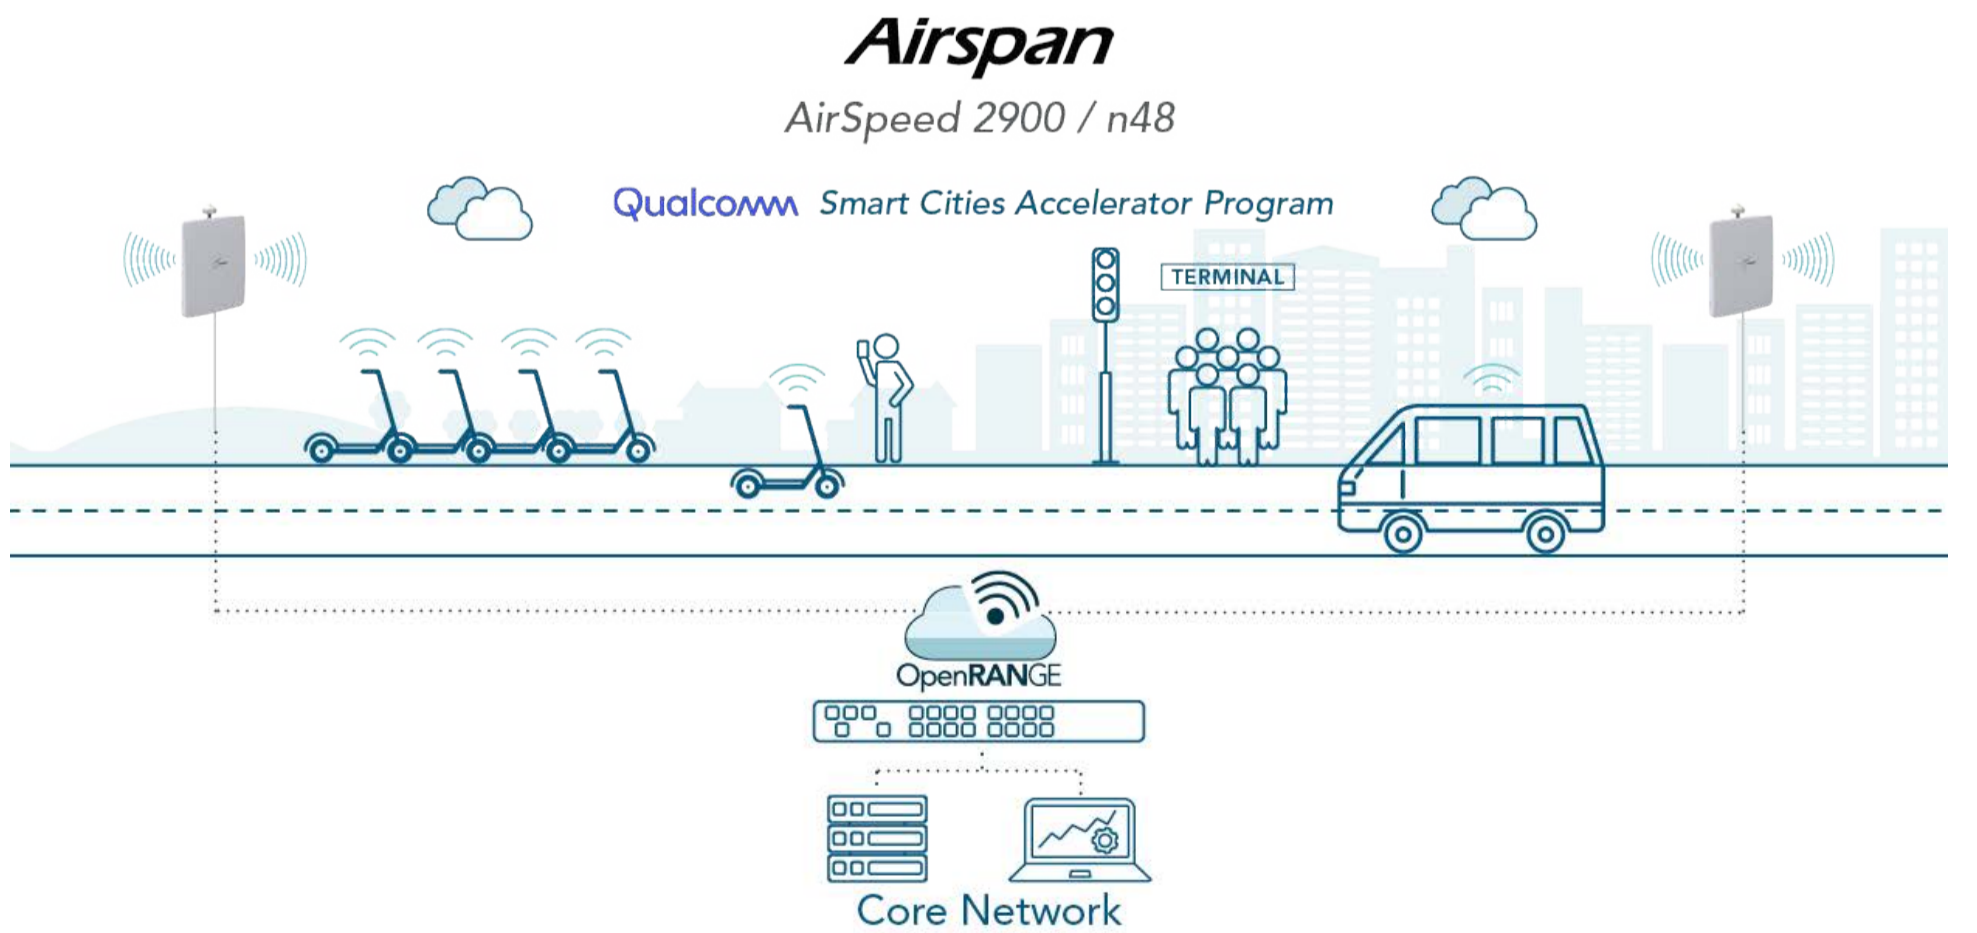 Airspan
AirSpeed 2900 / n48
Qualcomm Smart Cities Accelerator Program
TERMINAL
OpenRANGE
Core Network